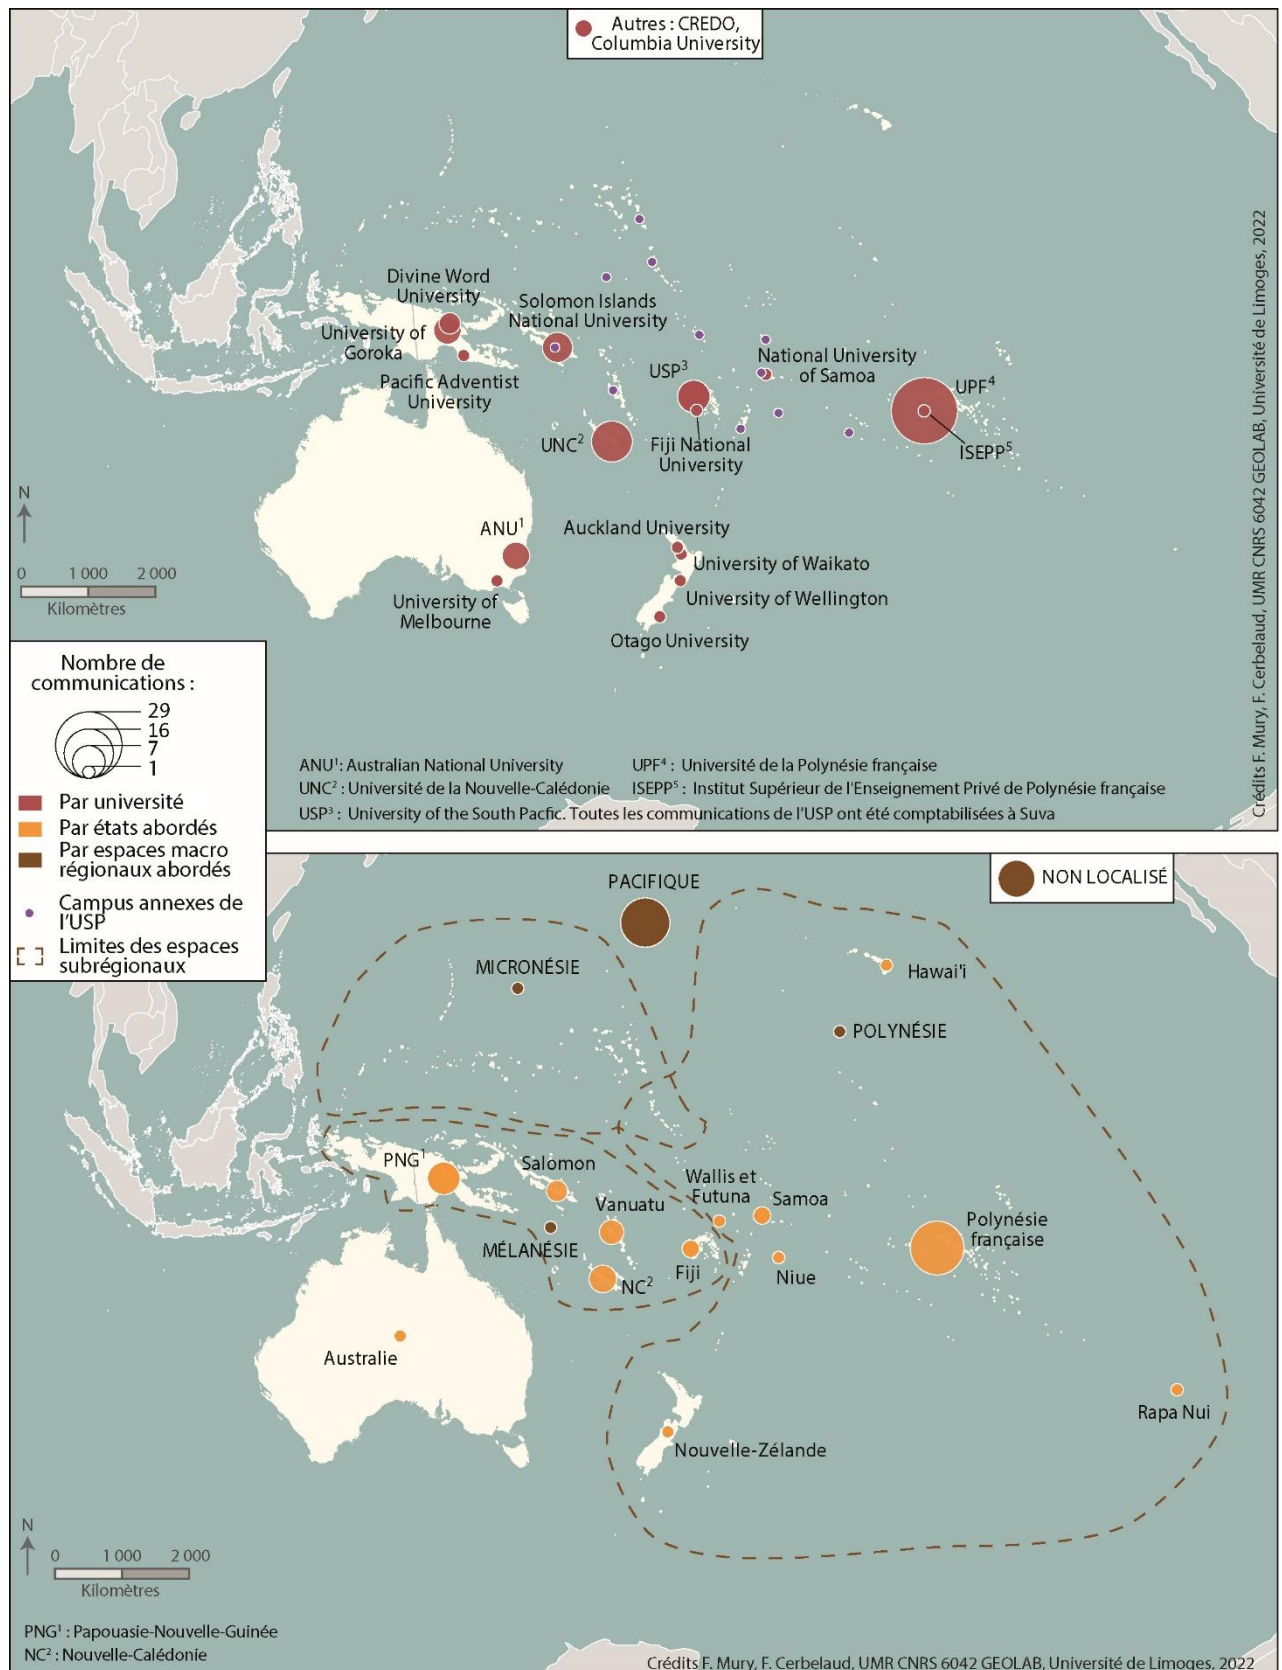 Autres : CREDO,
Columbia University
Divine Word
University
Solomon Islands
National University
University of
Goroka
Pacific Adventist
University
USP³
National University
of Samoa
UPF⁴
ISEPP⁵
UNC²
Fiji National
University
ANU¹
Auckland University
University of Waikato
University of Wellington
University of
Melbourne
Otago University
N
0 1 000 2 000
Kilomètres
Crédits F. Mury, F. Cerbelaud, UMR CNRS 6042 GEOLAB, Université de Limoges, 2022
Nombre de
communications :
29
16
7
1
Par université
Par états abordés
Par espaces macro
régionaux abordés
Campus annexes de
l'USP
Limites des espaces
subrégionaux
ANU¹: Australian National University
UPF⁴ : Université de la Polynésie française
UNC² : Université de la Nouvelle-Calédonie
ISEPP⁵ : Institut Supérieur de l'Enseignement Privé de Polynésie française
USP³ : University of the South Pacfic. Toutes les communications de l'USP ont été comptabilisées à Suva
PACIFIQUE
NON LOCALISÉ
MICRONÉSIE
Hawai'i
POLYNÉSIE
PNG¹
Salomon
Vanuatu
Wallis et
Futuna
Samoa
Polynésie
française
MÉLANÉSIE
Fiji
Niue
NC²
Australie
Rapa Nui
Nouvelle-Zélande
N
0 1 000 2 000
Kilomètres
PNG¹ : Papouasie-Nouvelle-Guinée
NC² : Nouvelle-Calédonie
Crédits F. Mury, F. Cerbelaud, UMR CNRS 6042 GEOLAB, Université de Limoges, 2022